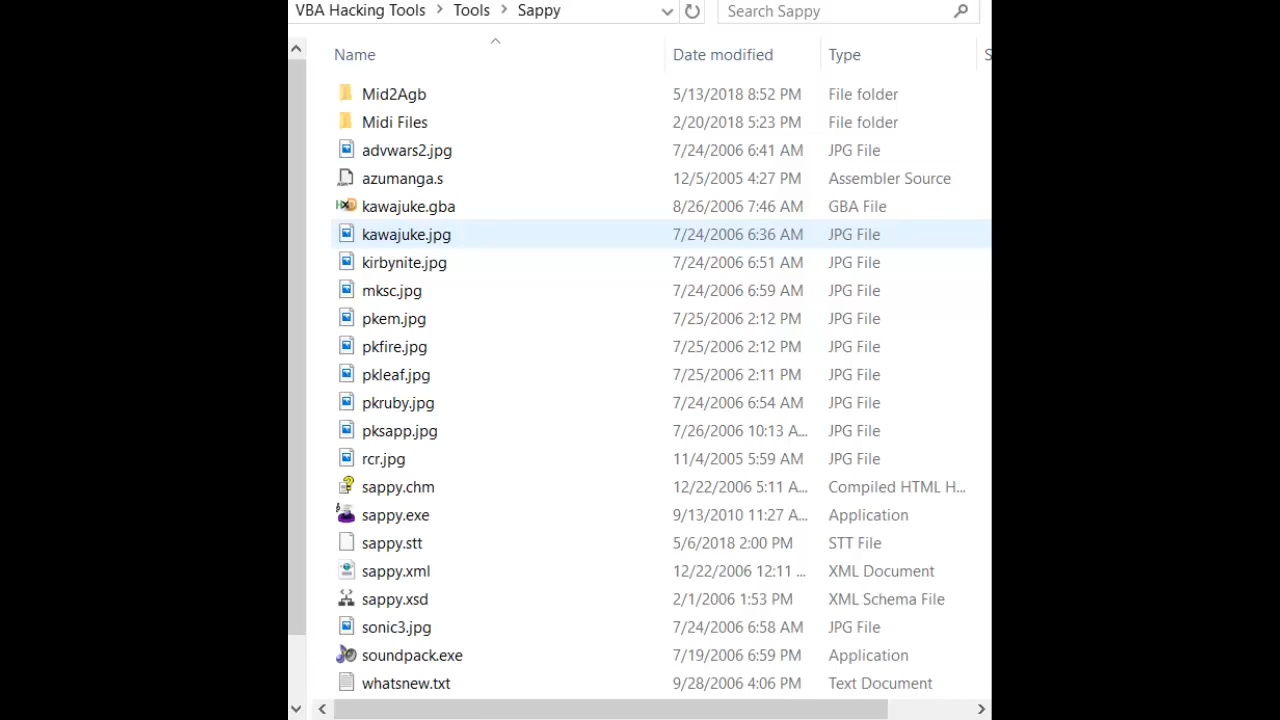 VBA Hacking Tools > Tools > Sappy Search Sappy
Name Date modified Type S
Mid2Agb 5/13/2018 8:52 PM File folder
Midi Files 2/20/2018 5:23 PM File folder
advwars2.jpg 7/24/2006 6:41 AM JPG File
azumanga.s 12/5/2005 4:27 PM Assembler Source
kawajuke.gba 8/26/2006 7:46 AM GBA File
kawajuke.jpg 7/24/2006 6:36 AM JPG File
kirbynite.jpg 7/24/2006 6:51 AM JPG File
mksc.jpg 7/24/2006 6:59 AM JPG File
pkem.jpg 7/25/2006 2:12 PM JPG File
pkfire.jpg 7/25/2006 2:12 PM JPG File
pkleaf.jpg 7/25/2006 2:11 PM JPG File
pkruby.jpg 7/24/2006 6:54 AM JPG File
pksapp.jpg 7/26/2006 10:13 A... JPG File
rcr.jpg 11/4/2005 5:59 AM JPG File
sappy.chm 12/22/2006 5:11 A... Compiled HTML H...
sappy.exe 9/13/2010 11:27 A... Application
sappy.stt 5/6/2018 2:00 PM STT File
sappy.xml 12/22/2006 12:11 ... XML Document
sappy.xsd 2/1/2006 1:53 PM XML Schema File
sonic3.jpg 7/24/2006 6:58 AM JPG File
soundpack.exe 7/19/2006 6:59 PM Application
whatsnew.txt 9/28/2006 4:06 PM Text Document